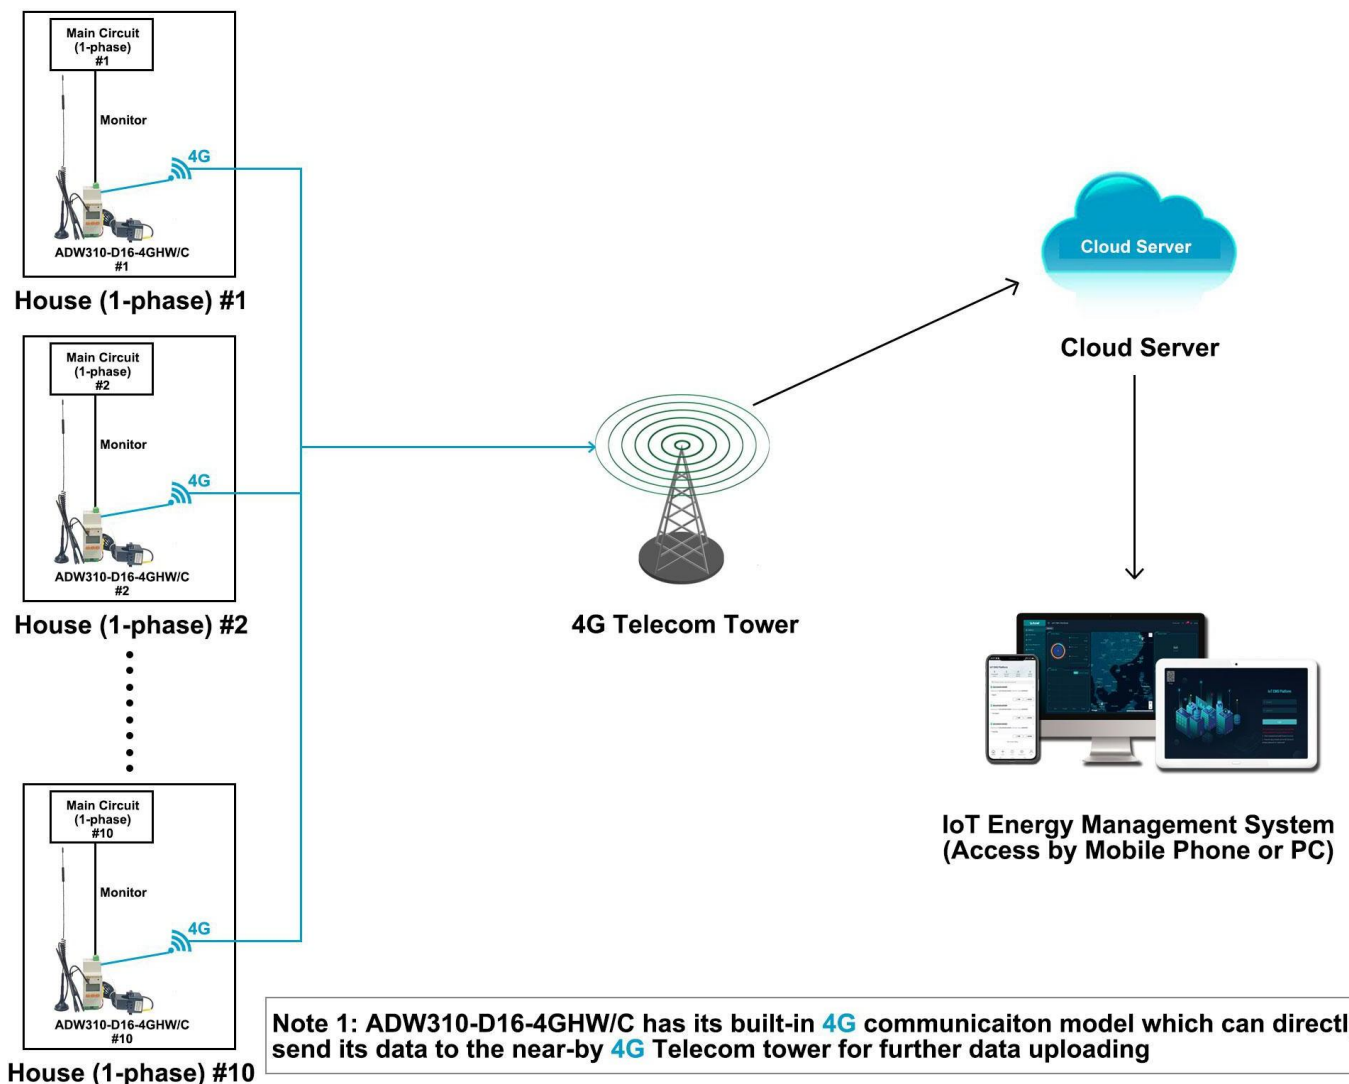 Main Circuit
(1-phase)
#1
Monitor
4G
ADW310-D16-4GHW/C
#1
House (1-phase) #1
Main Circuit
(1-phase)
#2
Monitor
4G
ADW310-D16-4GHW/C
#2
House (1-phase) #2
Main Circuit
(1-phase)
#10
Monitor
4G
ADW310-D16-4GHW/C
#10
House (1-phase) #10
4G Telecom Tower
Cloud Server
Cloud Server
IoT Energy Management System
(Access by Mobile Phone or PC)
Note 1: ADW310-D16-4GHW/C has its built-in 4G communicaiton model which can directl
send its data to the near-by 4G Telecom tower for further data uploading